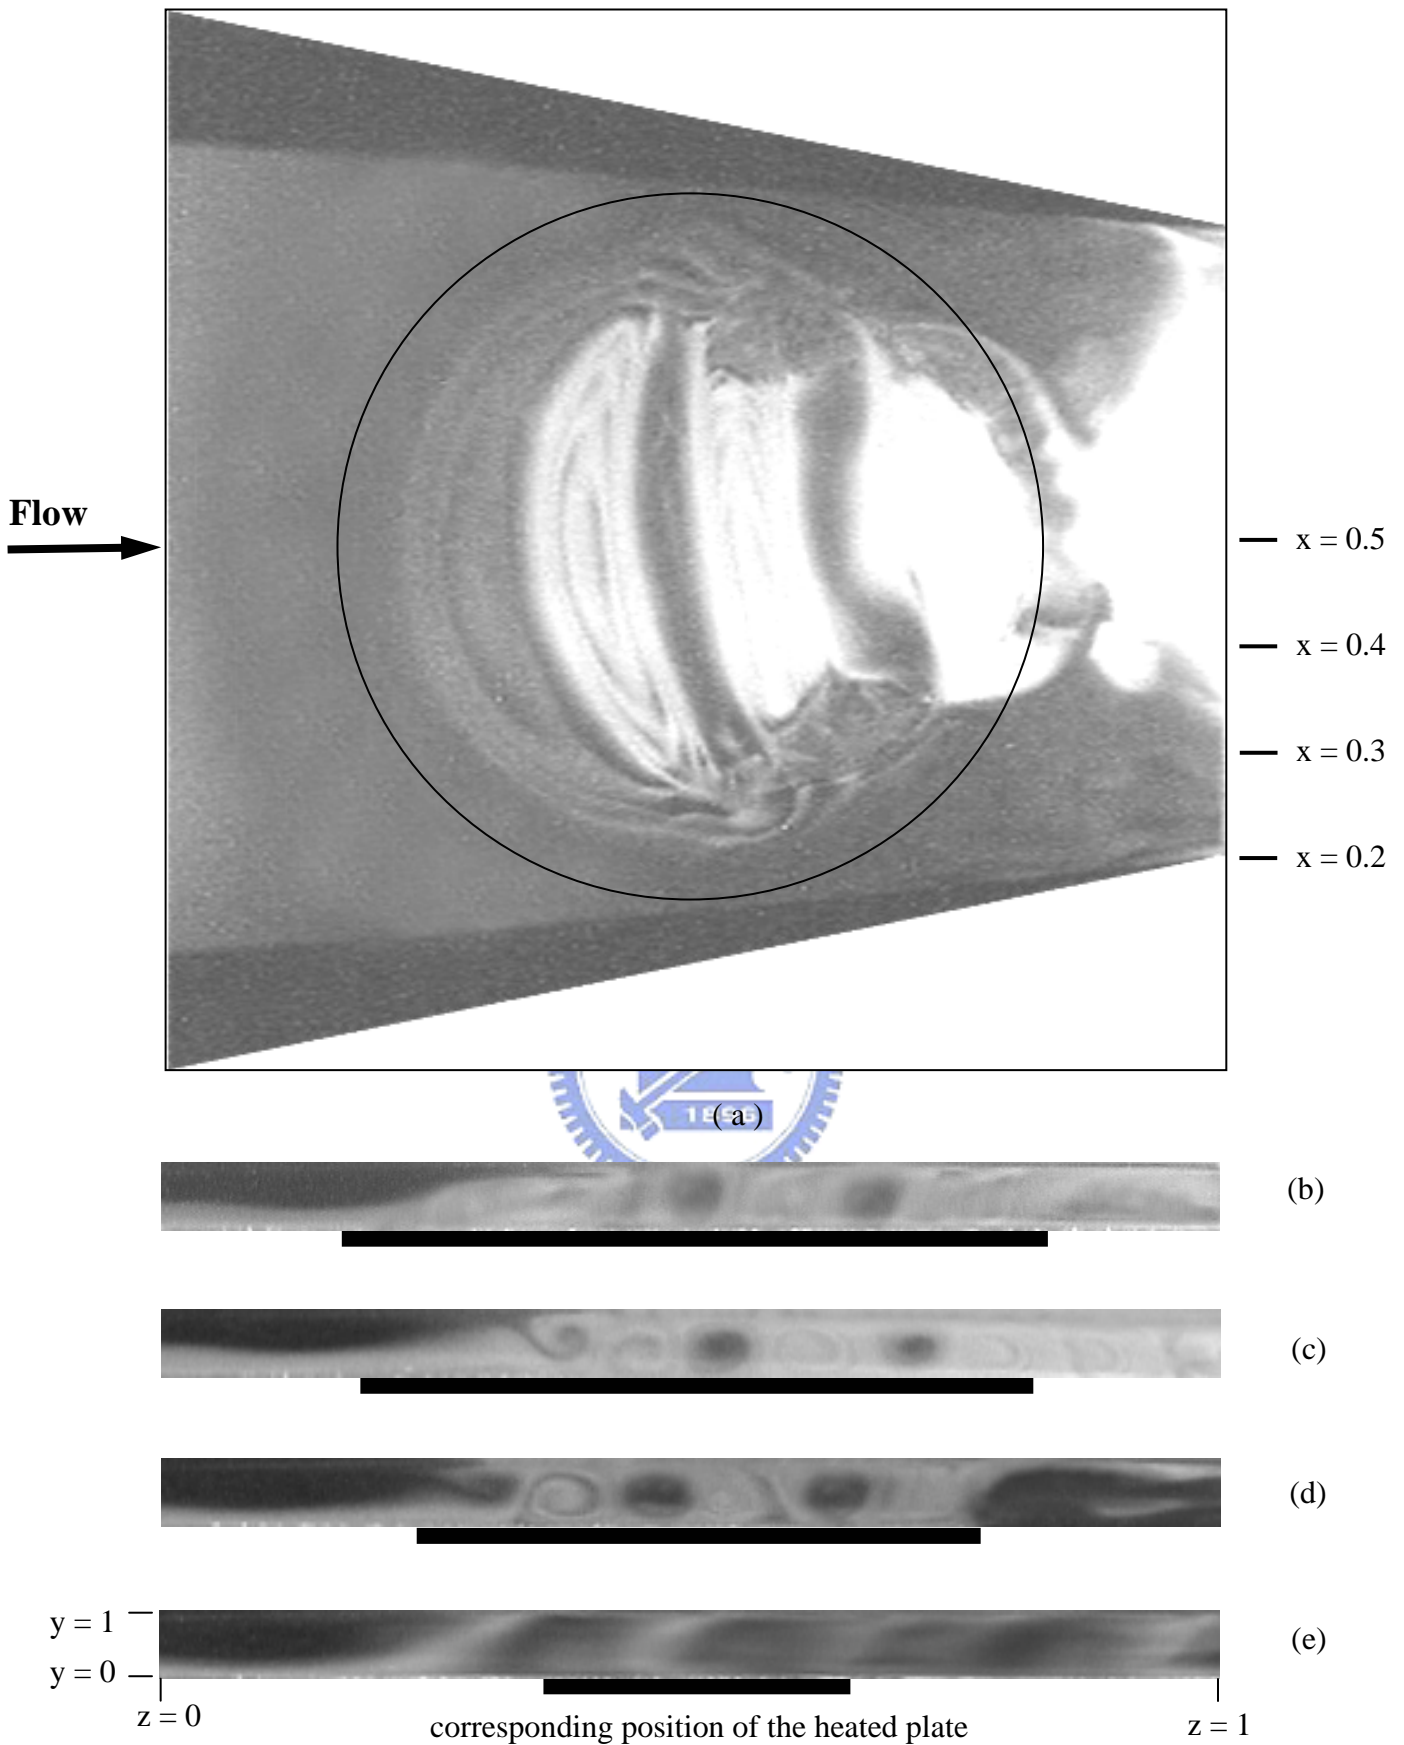 Flow
x = 0.5
x = 0.4
x = 0.3
x = 0.2
1896
( a )
(b)
(c)
(d)
(e)
y = 1
y = 0
z = 0
corresponding position of the heated plate
z = 1